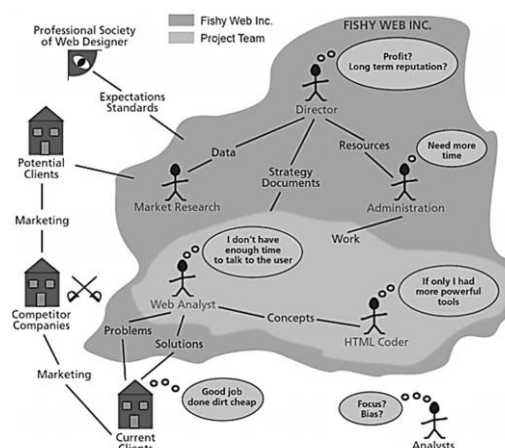 Fishy Web Inc.
Project Team
Professional Society
of Web Designer
FISHY WEB INC.
Profit?
Long term reputation?
Expectations
Standards
Director
Data
Resources
Need more
time
Potential
Clients
Strategy
Documents
Market Research
Administration
Marketing
Work
I don't have
enough time
to talk to the user
Web Analyst
If only I had
more powerful
tools
Competitor
Companies
Problems
Concepts
HTML Coder
Solutions
Marketing
Good job
done dirt cheap
Focus?
Bias?
Current
Clients
Analysts